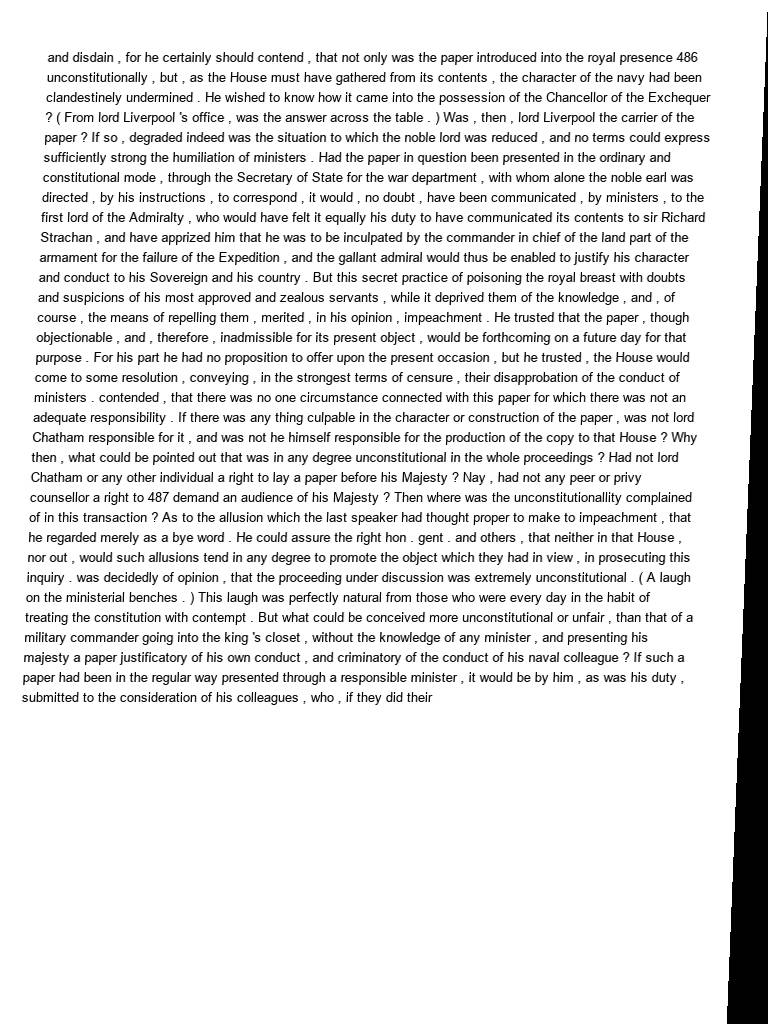 and disdain , for he certainly should contend , that not only was the paper introduced into the royal presence 486
unconstitutionally , but , as the House must have gathered from its contents , the character of the navy had been
clandestinely undermined . He wished to know how it came into the possession of the Chancellor of the Exchequer
? ( From lord Liverpool 's office , was the answer across the table . ) Was , then , lord Liverpool the carrier of the
paper ? If so , degraded indeed was the situation to which the noble lord was reduced , and no terms could express
sufficiently strong the humiliation of ministers . Had the paper in question been presented in the ordinary and
constitutional mode , through the Secretary of State for the war department , with whom alone the noble earl was
directed , by his instructions , to correspond , it would , no doubt , have been communicated , by ministers , to the
first lord of the Admiralty , who would have felt it equally his duty to have communicated its contents to sir Richard
Strachan , and have apprized him that he was to be inculpated by the commander in chief of the land part of the
armament for the failure of the Expedition , and the gallant admiral would thus be enabled to justify his character
and conduct to his Sovereign and his country . But this secret practice of poisoning the royal breast with doubts
and suspicions of his most approved and zealous servants , while it deprived them of the knowledge , and , of
course , the means of repelling them , merited , in his opinion , impeachment . He trusted that the paper , though
objectionable , and , therefore , inadmissible for its present object , would be forthcoming on a future day for that
purpose . For his part he had no proposition to offer upon the present occasion , but he trusted , the House would
come to some resolution , conveying , in the strongest terms of censure , their disapprobation of the conduct of
ministers . contended , that there was no one circumstance connected with this paper for which there was not an
adequate responsibility . If there was any thing culpable in the character or construction of the paper , was not lord
Chatham responsible for it , and was not he himself responsible for the production of the copy to that House ? Why
then , what could be pointed out that was in any degree unconstitutional in the whole proceedings ? Had not lord
Chatham or any other individual a right to lay a paper before his Majesty ? Nay , had not any peer or privy
counsellor a right to 487 demand an audience of his Majesty ? Then where was the unconstitutionallity complained
of in this transaction ? As to the allusion which the last speaker had thought proper to make to impeachment , that
he regarded merely as a bye word . He could assure the right hon . gent . and others , that neither in that House ,
nor out , would such allusions tend in any degree to promote the object which they had in view , in prosecuting this
inquiry . was decidedly of opinion , that the proceeding under discussion was extremely unconstitutional . ( A laugh
on the ministerial benches . ) This laugh was perfectly natural from those who were every day in the habit of
treating the constitution with contempt . But what could be conceived more unconstitutional or unfair , than that of a
military commander going into the king 's closet , without the knowledge of any minister , and presenting his
majesty a paper justificatory of his own conduct , and criminatory of the conduct of his naval colleague ? If such a
paper had been in the regular way presented through a responsible minister , it would be by him , as was his duty ,
submitted to the consideration of his colleagues , who , if they did their